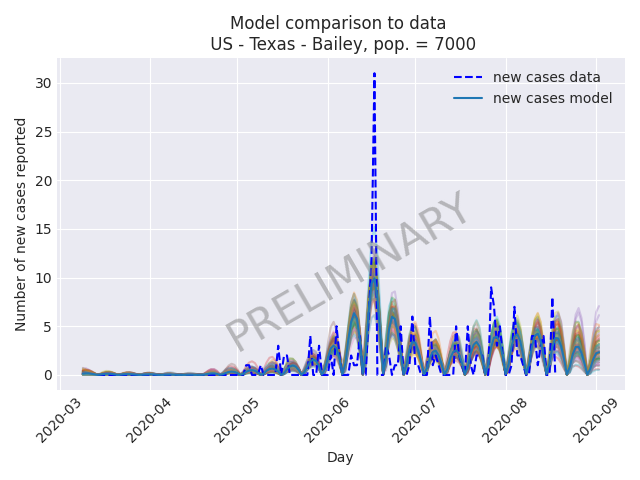 Model comparison to data
US - Texas - Bailey, pop. = 7000
new cases data
new cases model
Number of new cases reported
30
25
20
15
10
5
0
PRELIMINARY
2020-03
2020-04
2020-05
2020-06
2020-07
2020-08
2020-09
Day